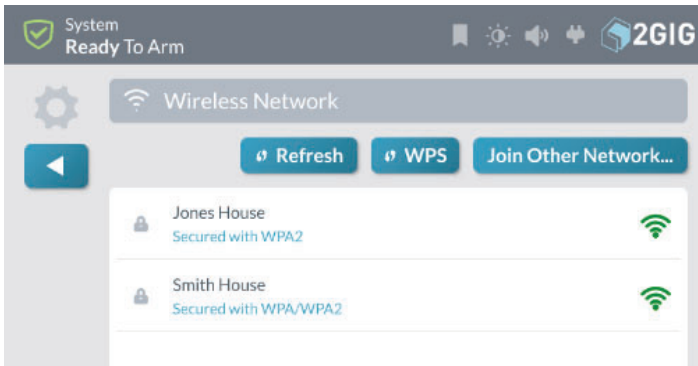 System
Ready To Arm
2GIG
Wireless Network
Refresh
WPS
Join Other Network...
Jones House
Secured with WPA2
Smith House
Secured with WPA/WPA2